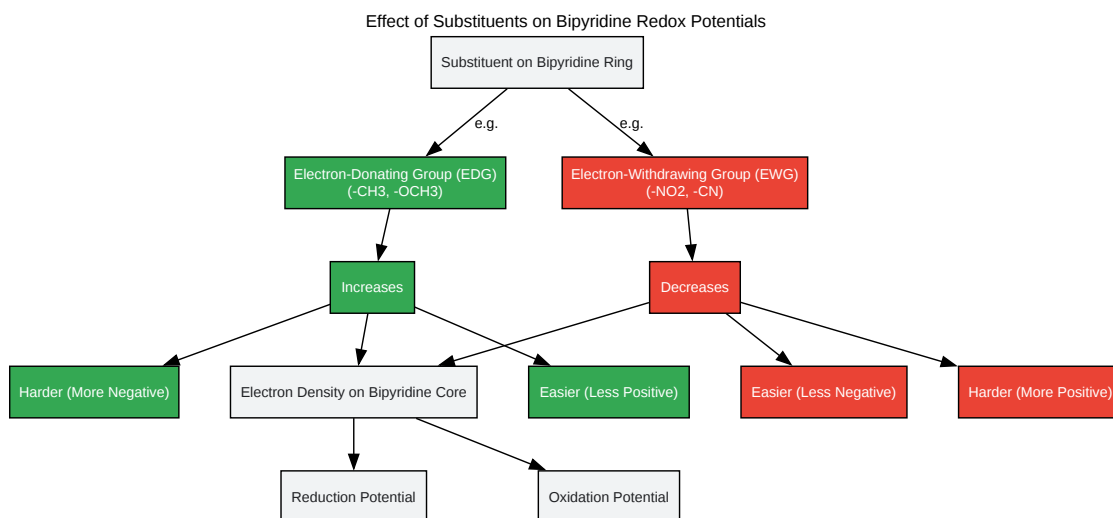 Effect of Substituents on Bipyridine Redox Potentials
Substituent on Bipyridine Ring
e.g.
e.g.
Electron-Donating Group (EDG)
(-CH3, -OCH3)
Electron-Withdrawing Group (EWG)
(-NO2, -CN)
Increases
Decreases
Harder (More Negative)
Electron Density on Bipyridine Core
Easier (Less Positive)
Easier (Less Negative)
Harder (More Positive)
Reduction Potential
Oxidation Potential